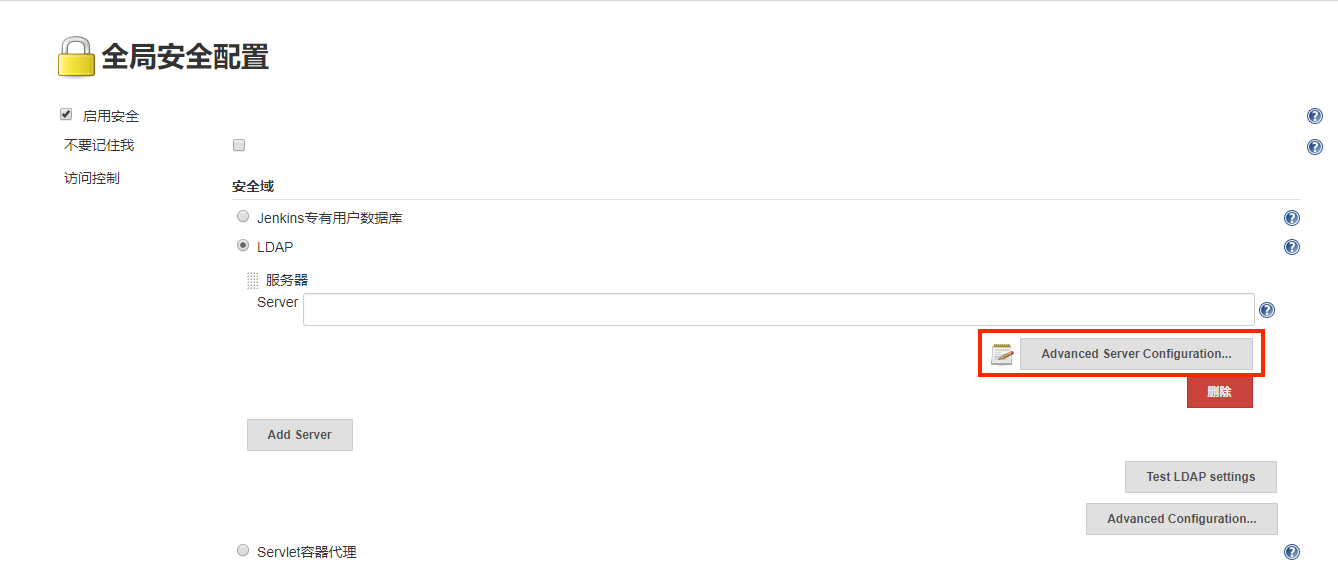 全局安全配置
启用安全
不要记住我
访问控制
安全域
Jenkins专有用户数据库
LDAP
服务器
Server
Advanced Server Configuration...
删除
Add Server
Test LDAP settings
Advanced Configuration...
Servlet容器代理